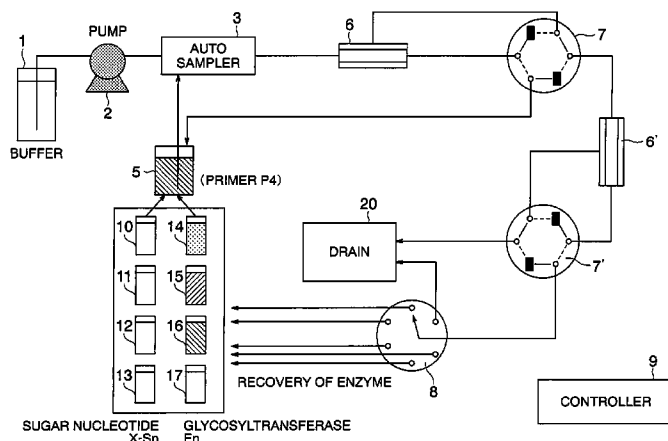 1
PUMP
2
3
AUTO
SAMPLER
6
7
BUFFER
5
(PRIMER P4)
6'
20
DRAIN
7'
10
14
11
15
12
16
13
17
RECOVERY OF ENZYME
8
9
CONTROLLER
SUGAR NUCLEOTIDE
X-Sn
GLYCOSYLTRANSFERASE
En